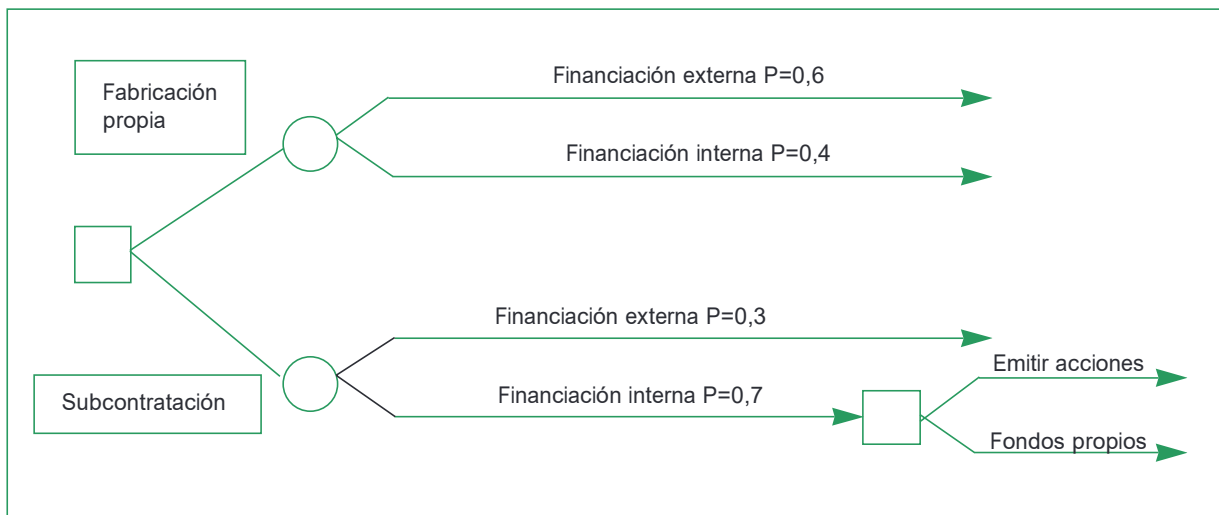 Financiación externa P=0,6
Fabricación
propia
Financiación interna P=0,4
Financiación externa P=0,3
Emitir acciones
Subcontratación
Financiación interna P=0,7
Fondos propios